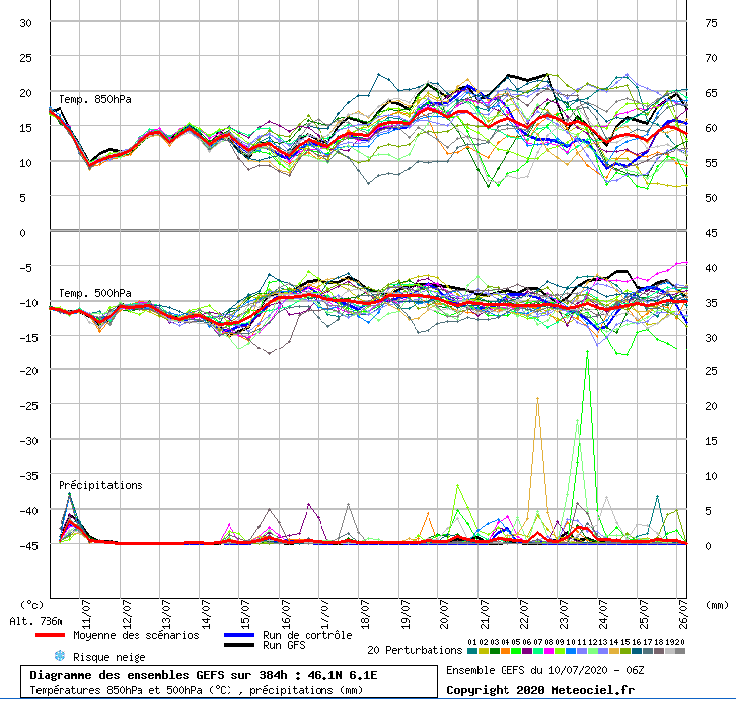 30 75
25 70
20 65
Temp. 850hPa
15 60
10 55
5 50
0 45
-5 40
Temp. 500hPa
-10 35
-15 30
-20 25
-25 20
-30 15
-35 10
Précipitations
-40 5
-45 0
(°c) 11/07 12/07 13/07 14/07 15/07 16/07 17/07 18/07 19/07 20/07 21/07 22/07 23/07 24/07 25/07 26/07 (mm)
Alt. 736m
Moyenne des scénarios Run de contrôle
Run GFS
20 Perturbations 01 02 03 04 05 06 07 08 09 10 11 12 13 14 15 16 17 18 19 20
Risque neige
Diagramme des ensembles GEFS sur 384h : 46.1N 6.1E
Températures 850hPa et 500hPa (°C) , précipitations (mm)
Ensemble GEFS du 10/07/2020 - 06Z
Copyright 2020 Meteociel.fr